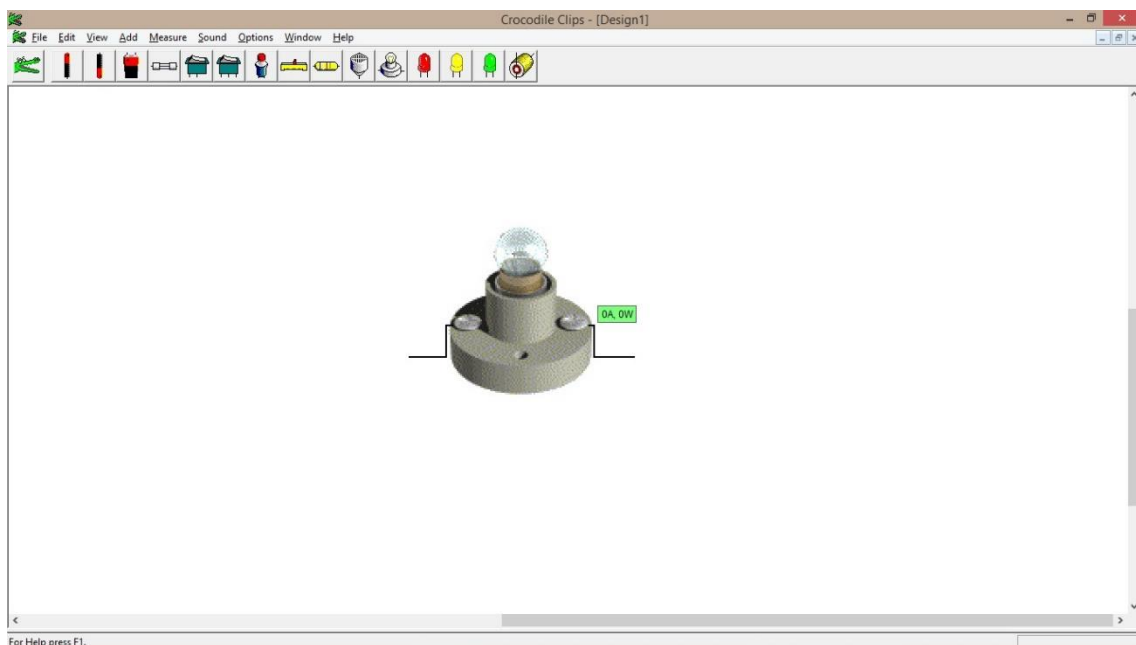 Crocodile Clips - [Design1]
File Edit View Add Measure Sound Options Window Help
0A, 0W
For Help press F1.